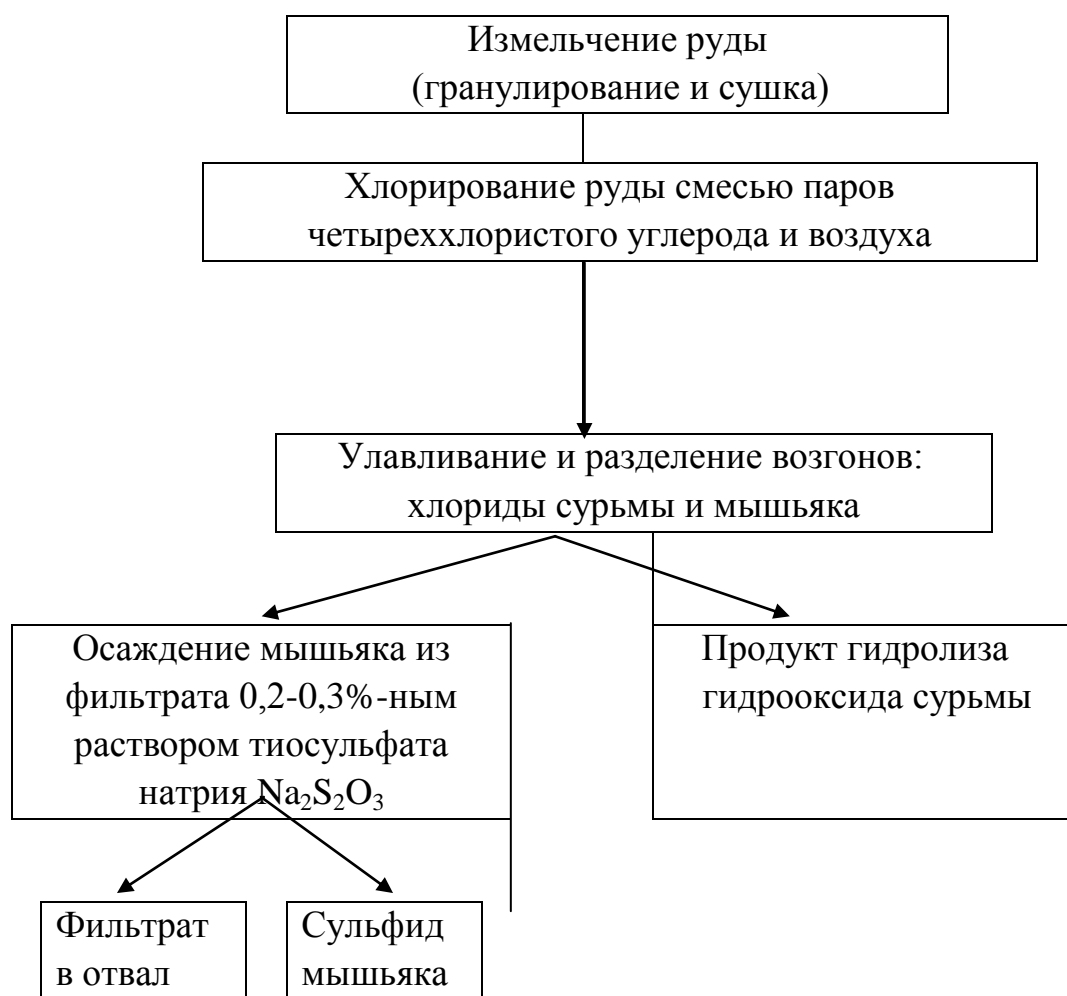 Измельчение руды
(гранулирование и сушка)
Хлорирование руды смесью паров
четыреххлористого углерода и воздуха
Улавливание и разделение возгонов:
хлориды сурьмы и мышьяка
Осаждение мышьяка из
фильтрата 0,2-0,3%-ным
раствором тиосульфата
натрия Na₂S₂O₃
Продукт гидролиза
гидрооксида сурьмы
Фильтрат
в отвал
Сульфид
мышьяка